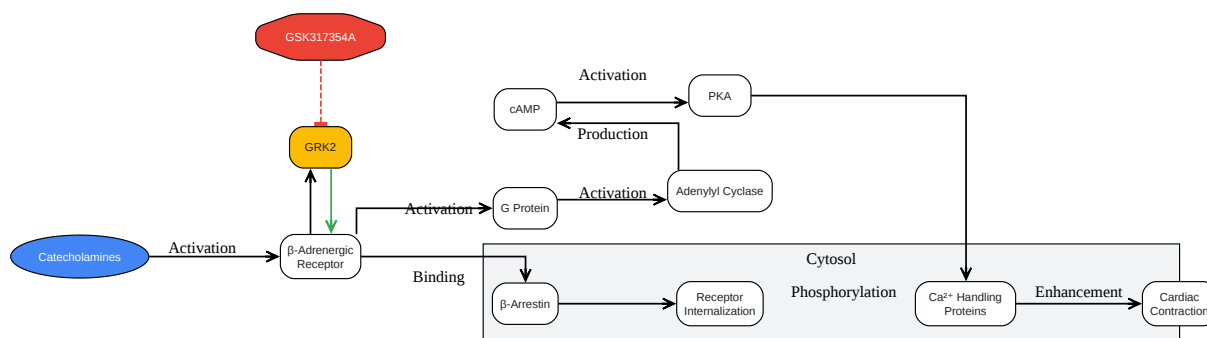 GSK317354A
Activation
PKA
cAMP
Production
GRK2
Adenylyl Cyclase
Activation
G Protein
Activation
Catecholamines
Activation
β-Adrenergic
Receptor
Binding
Cytosol
β-Arrestin
Receptor
Internalization
Phosphorylation
Ca²⁺ Handling
Proteins
Enhancement
Cardiac
Contraction